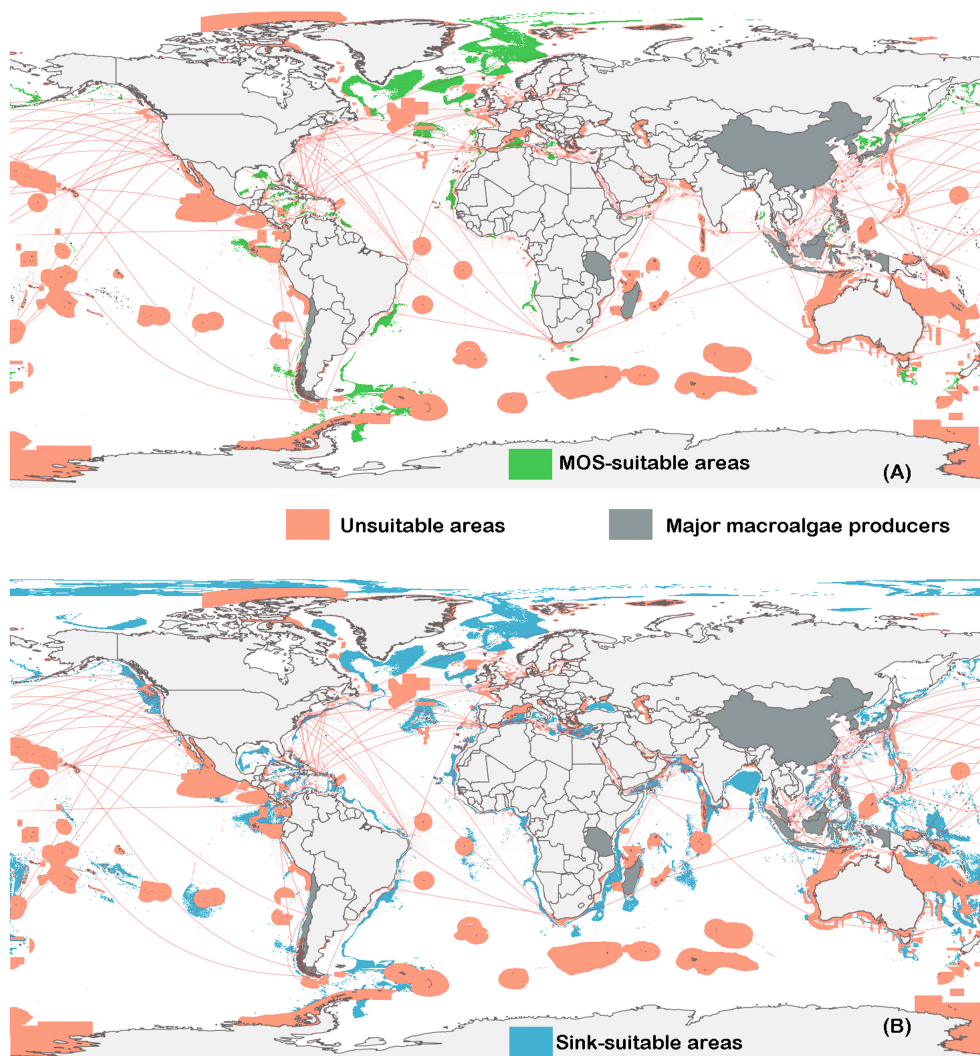 MOS-suitable areas
(A)
Unsuitable areas
Major macroalgae producers
(B)
Sink-suitable areas